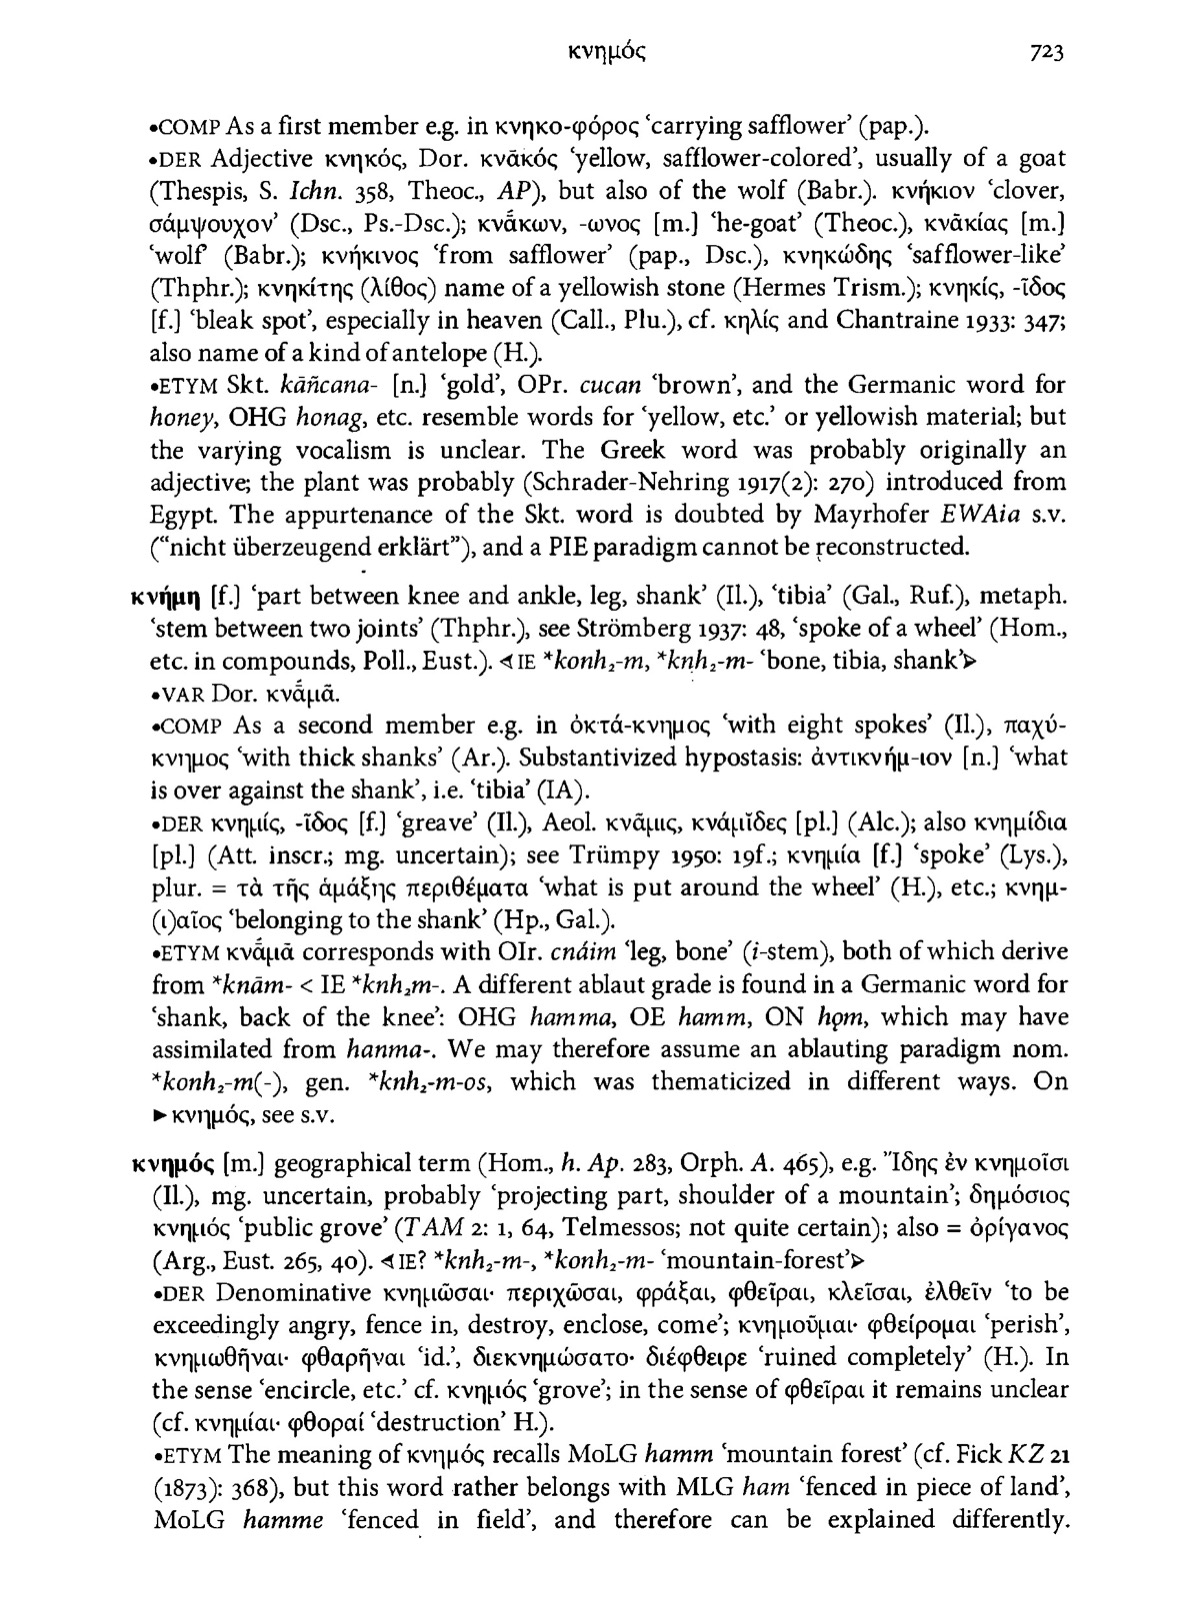 κνημός 723
•COMP As a first member e.g. in κνηκο-φόρος ‘carrying safflower’ (pap.).
•DER Adjective κνηκός, Dor. κνᾱκός ‘yellow, safflower-colored’, usually of a goat
(Thespis, S. Ichn. 358, Theoc., AP), but also of the wolf (Babr.). κνήκιον ‘clover,
σάμψουχον’ (Dsc., Ps.-Dsc.); κνᾱ́κων, -ωνος [m.] ‘he-goat’ (Theoc.), κνᾱκίας [m.]
‘wolf’ (Babr.); κνήκινος ‘from safflower’ (pap., Dsc.), κνηκώδης ‘safflower-like’
(Thphr.); κνηκίτης (λίθος) name of a yellowish stone (Hermes Trism.); κνηκίς, -ῖδος
[f.] ‘bleak spot’, especially in heaven (Call., Plu.), cf. κηλίς and Chantraine 1933: 347;
also name of a kind of antelope (H.).
•ETYM Skt. kāñcana- [n.] ‘gold’, OPr. cucan ‘brown’, and the Germanic word for
honey, OHG honag, etc. resemble words for ‘yellow, etc.’ or yellowish material; but
the varying vocalism is unclear. The Greek word was probably originally an
adjective; the plant was probably (Schrader-Nehring 1917(2): 270) introduced from
Egypt. The appurtenance of the Skt. word is doubted by Mayrhofer EWAia s.v.
(“nicht überzeugend erklärt”), and a PIE paradigm cannot be reconstructed.
κνήμη [f.] ‘part between knee and ankle, leg, shank’ (Il.), ‘tibia’ (Gal., Ruf.), metaph.
‘stem between two joints’ (Thphr.), see Strömberg 1937: 48, ‘spoke of a wheel’ (Hom.,
etc. in compounds, Poll., Eust.). ⊲ IE *konh₂-m, *kn̥h₂-m- ‘bone, tibia, shank’⊳
•VAR Dor. κνᾱ́μᾱ.
•COMP As a second member e.g. in ὀκτά-κνημος ‘with eight spokes’ (Il.), παχύ-
κνημος ‘with thick shanks’ (Ar.). Substantivized hypostasis: ἀντικνήμ-ιον [n.] ‘what
is over against the shank’, i.e. ‘tibia’ (IA).
•DER κνημίς, -ῖδος [f.] ‘greave’ (Il.), Aeol. κνᾶμις, κνάμῐδες [pl.] (Alc.); also κνημίδια
[pl.] (Att. inscr.; mg. uncertain); see Trümpy 1950: 19f.; κνημία [f.] ‘spoke’ (Lys.),
plur. = τὰ τῆς ἁμάξης περιθέματα ‘what is put around the wheel’ (H.), etc.; κνημ-
(ι)αῖος ‘belonging to the shank’ (Hp., Gal.).
•ETYM κνᾱ́μᾱ corresponds with OIr. cnáim ‘leg, bone’ (i-stem), both of which derive
from *knām- < IE *knh₂m-. A different ablaut grade is found in a Germanic word for
‘shank, back of the knee’: OHG hamma, OE hamm, ON hǫm, which may have
assimilated from hanma-. We may therefore assume an ablauting paradigm nom.
*konh₂-m(-), gen. *knh₂-m-os, which was thematicized in different ways. On
►κνημός, see s.v.
κνημός [m.] geographical term (Hom., h. Ap. 283, Orph. A. 465), e.g. Ἴδης ἐν κνημοῖσι
(Il.), mg. uncertain, probably ‘projecting part, shoulder of a mountain’; δημόσιος
κνημός ‘public grove’ (TAM 2: 1, 64, Telmessos; not quite certain); also = ὀρίγανος
(Arg., Eust. 265, 40). ⊲ IE? *knh₂-m-, *konh₂-m- ‘mountain-forest’⊳
•DER Denominative κνημῶσαι· περιχῶσαι, φράξαι, φθεῖραι, κλεῖσαι, ἐλθεῖν ‘to be
exceedingly angry, fence in, destroy, enclose, come’; κνημοῦμαι· φθείρομαι ‘perish’,
κνημωθῆναι· φθαρῆναι ‘id.’, διεκνημώσατο· διέφθειρε ‘ruined completely’ (H.). In
the sense ‘encircle, etc.’ cf. κνημός ‘grove’; in the sense of φθεῖραι it remains unclear
(cf. κνημίαι· φθοραί ‘destruction’ H.).
•ETYM The meaning of κνημός recalls MoLG hamm ‘mountain forest’ (cf. Fick KZ 21
(1873): 368), but this word rather belongs with MLG ham ‘fenced in piece of land’,
MoLG hamme ‘fenced in field’, and therefore can be explained differently.